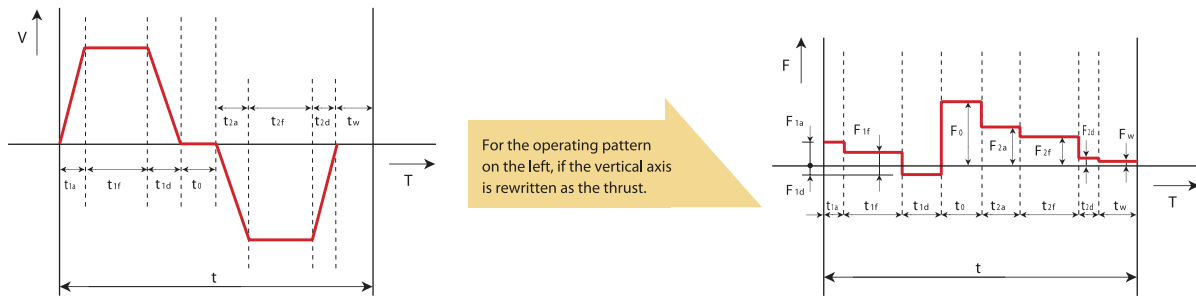 V
t2a
t2f
t2d
tw
t1a
t1f
t1d
t0
T
t
For the operating pattern
on the left, if the vertical axis
is rewritten as the thrust.
F
F1a
F1f
F1d
F0
F2a
F2f
F2d
Fw
t1a
t1f
t1d
t0
t2a
t2f
t2d
tw
T
t